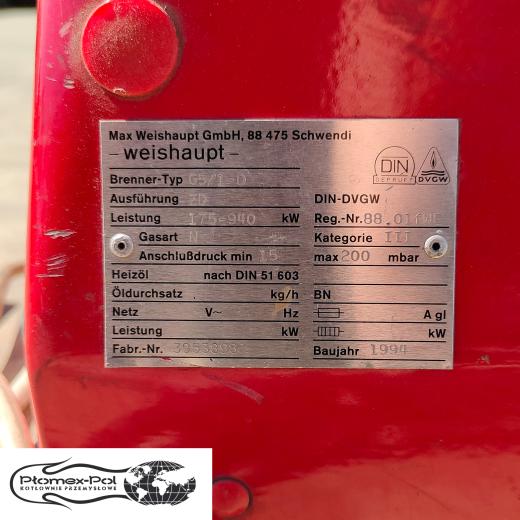 Max Weishaupt GmbH, 88 475 Schwendi
-weishaupt-
DIN
GEPRÜFT DVGW
Brenner-Typ G5/1-D
Ausführung ZD DIN-DVGW
Leistung 175-940 kW Reg.-Nr. 88.01
Gasart N Kategorie III
Anschlußdruck min 15 max 200 mbar
Heizöl nach DIN 51 603
Öldurchsatz kg/h BN
Netz V~ Hz A gl
Leistung kW kW
Fabr.-Nr. Baujahr 1994
Płomex-Pol
KOTŁOWNIE PRZEMYSŁOWE